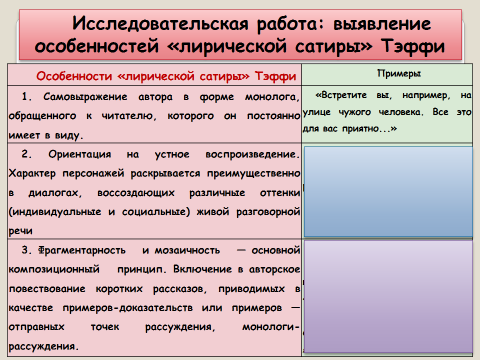 Исследовательская работа: выявление
особенностей «лирической сатиры» Тэффи
Особенности «лирической сатиры» Тэффи
Примеры
1. Самовыражение автора в форме монолога,
обращенного к читателю, которого он постоянно
имеет в виду.
«Встретите вы, например, на
улице чужого человека. Все это
для вас приятно...»
2. Ориентация на устное воспроизведение.
Характер персонажей раскрывается преимущественно
в диалогах, воссоздающих различные оттенки
(индивидуальные и социальные) живой разговорной
речи
3. Фрагментарность и мозаичность — основной
композиционный принцип. Включение в авторское
повествование коротких рассказов, приводимых в
качестве примеров-доказательств или примеров —
отправных точек рассуждения, монологи-
рассуждения.